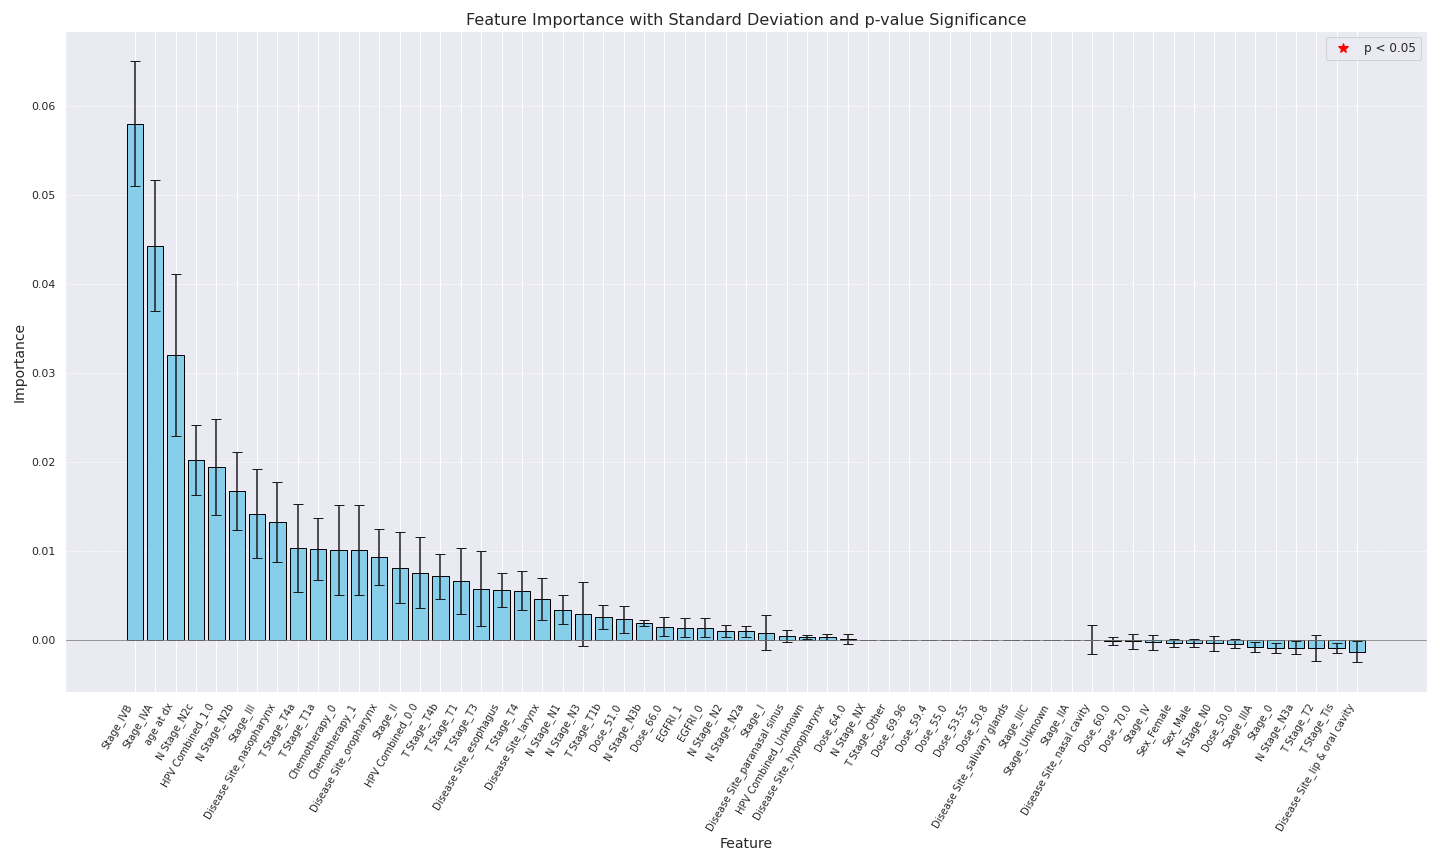 Feature Importance with Standard Deviation and p-value Significance
p < 0.05
Importance
0.06
0.05
0.04
0.03
0.02
0.01
0.00
Stage_IVB
Stage_IVA
age at dx
N Stage_N2c
HPV Combined_1.0
N Stage_N2b
Stage_III
Disease Site_nasopharynx
T Stage_T4a
T Stage_T1a
Chemotherapy_0
Chemotherapy_1
Disease Site_oropharynx
Stage_II
HPV Combined_0.0
T Stage_T4b
T Stage_T1
T Stage_T3
Disease Site_esophagus
T Stage_T4
Disease Site_larynx
N Stage_N1
N Stage_N3
T Stage_T1b
Dose_51.0
N Stage_N3b
Dose_66.0
EGFRI_1
EGFRI_0
N Stage_N2
N Stage_N2a
Stage_I
Disease Site_paranasal sinus
HPV Combined_Unknown
Disease Site_hypopharynx
Dose_64.0
N Stage_NX
T Stage_Other
Dose_69.96
Dose_59.4
Dose_55.0
Dose_53.55
Dose_50.8
Disease Site_salivary glands
Stage_IIIC
Stage_Unknown
Stage_IIA
Disease Site_nasal cavity
Dose_60.0
Dose_70.0
Stage_IV
Sex_Female
Sex_Male
N Stage_N0
Dose_50.0
Stage_IIIA
Stage_0
N Stage_N3a
T Stage_T2
T Stage_Tis
Disease Site_lip & oral cavity
Feature